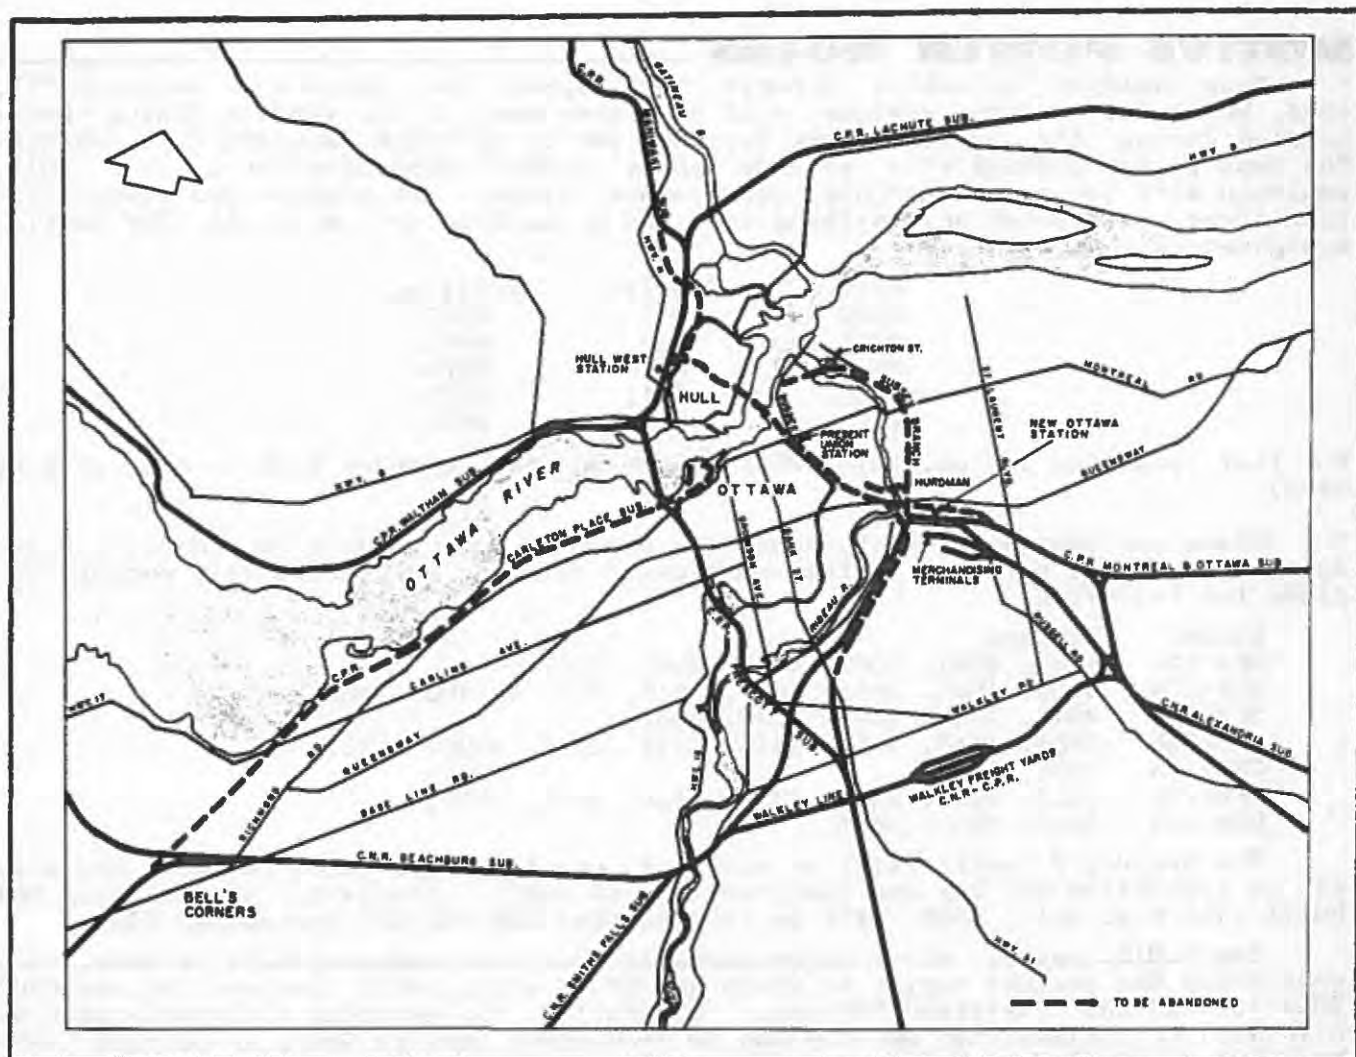 C.P.R.
GATINEAU R.
MANIWAKI SUB.
HWY. 11
C.P.R. LACHUTE SUB.
HWY. 8
CRICHTON ST.
SUSSEX BRANCH
SUSSEX
MONTREAL RD.
ST. LAURENT BLVD.
NEW OTTAWA
STATION
QUEENSWAY
HULL WEST
STATION
HULL
PRESENT
UNION
STATION
HURDMAN
HWY. 8
C.P.R. WALTHAM SUB.
OTTAWA RIVER
CARLETON PLACE SUB.
OTTAWA
BRONSON AVE.
BANK ST.
RIDEAU R.
MERCHANDISING
TERMINALS
C.P.R. MONTREAL & OTTAWA SUB
RUSSELL RD.
C.P.R.
CARLING AVE.
C.P.R.
PRESCOTT SUB.
WALKLEY RD.
C.N.R. ALEXANDRIA SUB
HWY. 17
RICHMOND RD
QUEENSWAY
BASE LINE RD.
HWY. 16
WALKLEY LINE
WALKLEY FREIGHT YARDS
C.N.R - C.P.R.
C.N.R. BEACHBURG SUB.
BELL'S
CORNERS
C.N.R. SMITHS FALLS SUB
HWY. 31
TO BE ABANDONED